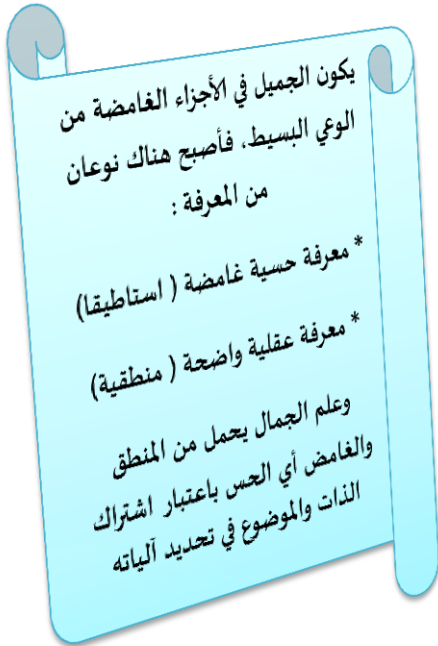 يكون الجميل في الأجزاء الغامضة من
الوعي البسيط، فأصبح هناك نوعان
من المعرفة :
* معرفة حسية غامضة ( استاطيقا)
* معرفة عقلية واضحة ( منطقية)
وعلم الجمال يحمل من المنطق
والغامض أي الحس باعتبار اشتراك
الذات والموضوع في تحديد آلياته